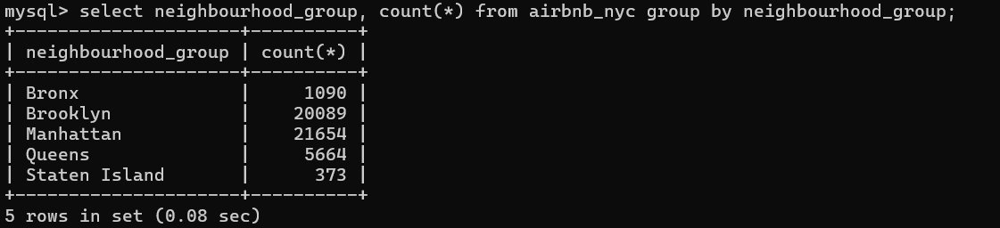 mysql> select neighbourhood_group, count(*) from airbnb_nyc group by neighbourhood_group;
+---------------------+----------+
| neighbourhood_group | count(*) |
+---------------------+----------+
| Bronx               |     1090 |
| Brooklyn            |    20089 |
| Manhattan           |    21654 |
| Queens              |     5664 |
| Staten Island       |      373 |
+---------------------+----------+
5 rows in set (0.08 sec)